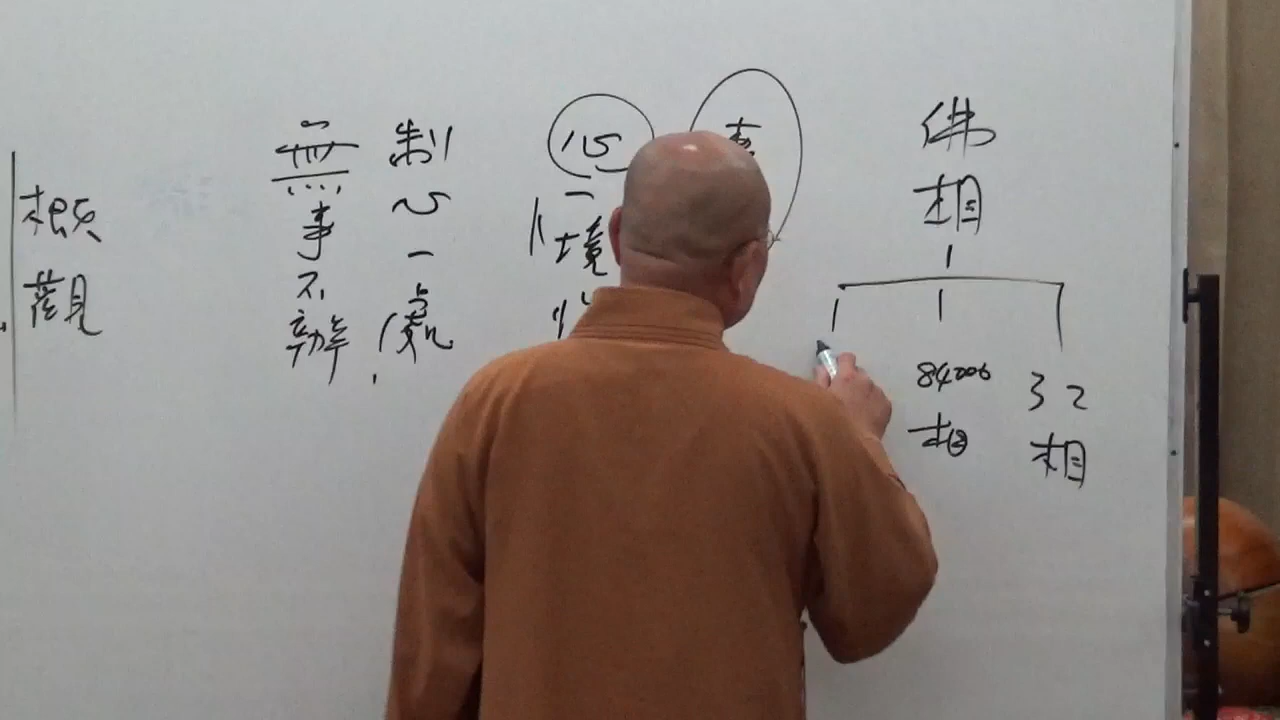 佛相
84000相
32相
心一境
制心一處
無事不辦
觀